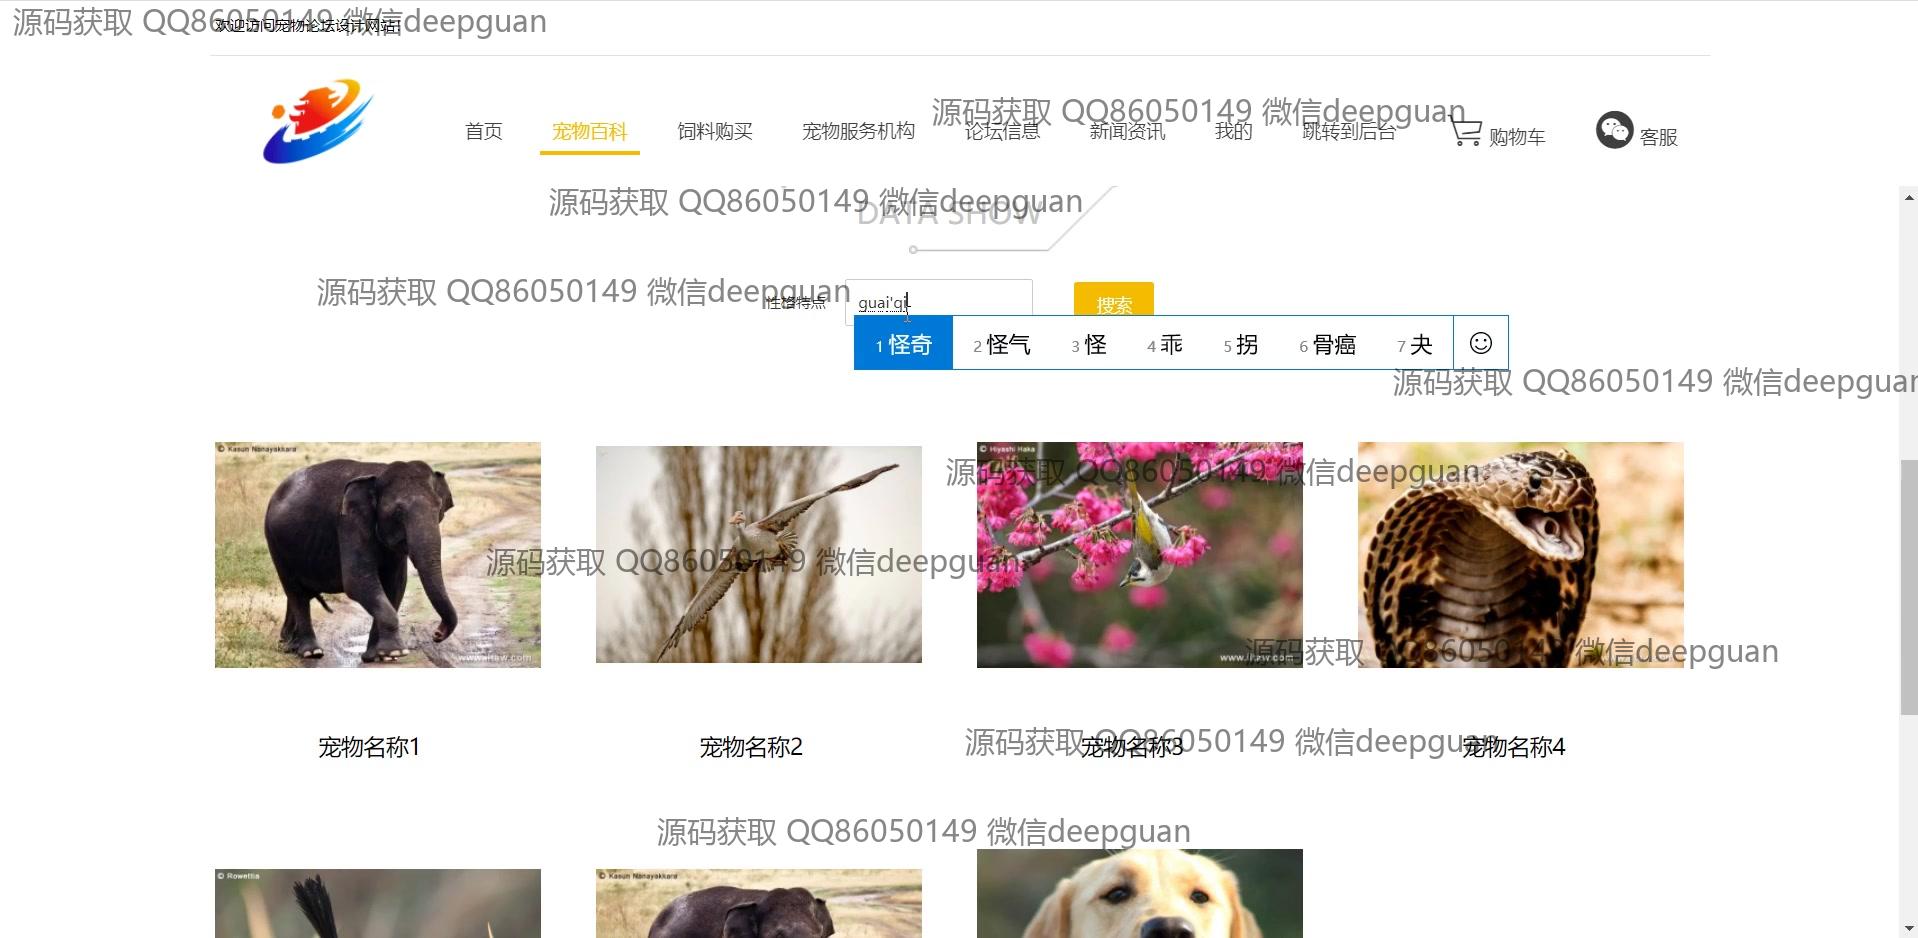 源码获取 QQ86050149 微信deepguan
欢迎访问宠物论坛设计网站!
源码获取 QQ86050149 微信deepguan
首页 宠物百科 饲料购买 宠物服务机构 论坛信息 新闻资讯 我的 跳转到后台 购物车 客服
源码获取 QQ86050149 微信deepguan
DATA SHOW
源码获取 QQ86050149 微信deepguan
性格特点 guai'qi 搜索
1 怪奇 2 怪气 3 怪 4 乖 5 拐 6 骨癌 7 夬
源码获取 QQ86050149 微信deepguan
© Kasun Nanayakkara
© Hiyashi Haka
源码获取 QQ86050149 微信deepguan
源码获取 QQ86050149 微信deepguan
源码获取 QQ86050149 微信deepguan
源码获取 QQ86050149 微信deepguan
宠物名称1 宠物名称2 宠物名称3 宠物名称4
源码获取 QQ86050149 微信deepguan
© Rowettia
© Kasun Nanayakkara